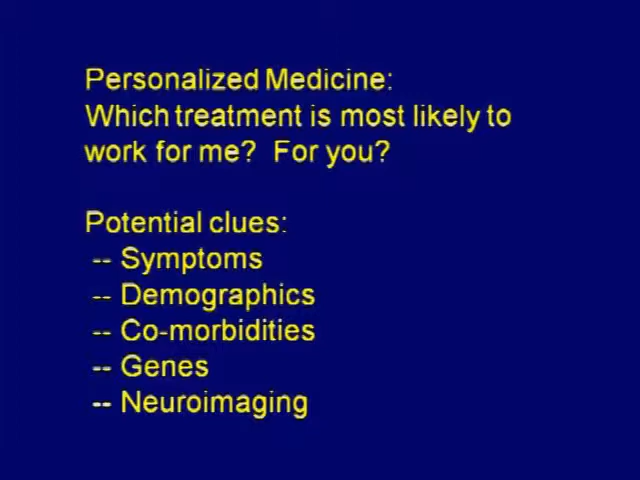 Personalized Medicine:
Which treatment is most likely to
work for me?  For you?
Potential clues:
-- Symptoms
-- Demographics
-- Co-morbidities
-- Genes
-- Neuroimaging